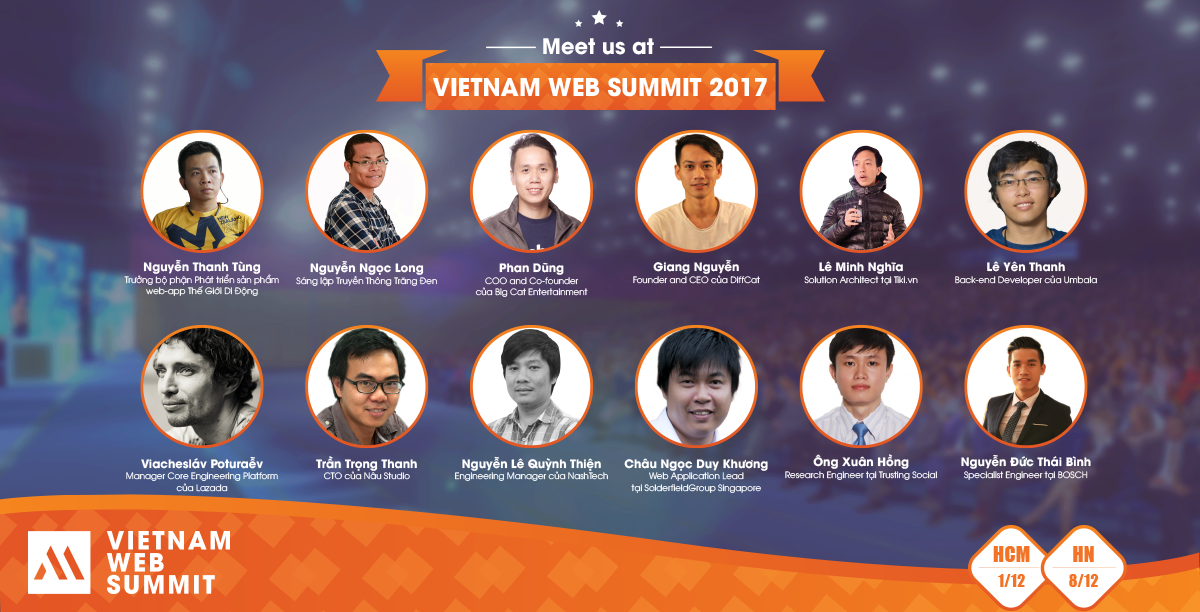 Meet us at
VIETNAM WEB SUMMIT 2017
Nguyễn Thanh Tùng
Trưởng bộ phận Phát triển sản phẩm
web-app Thế Giới Di Động
Nguyễn Ngọc Long
Sáng lập Truyền Thông Trăng Đen
Phan Dũng
COO and Co-founder
của Big Cat Entertainment
Giang Nguyễn
Founder and CEO của DiffCat
Lê Minh Nghĩa
Solution Architect tại Tiki.vn
Lê Yên Thanh
Back-end Developer của Umbala
Viachesláv Poturaěv
Manager Core Engineering Platform
của Lazada
Trần Trọng Thanh
CTO của Nâu Studio
Nguyễn Lê Quỳnh Thiện
Engineering Manager của NashTech
Châu Ngọc Duy Khương
Web Application Lead
tại SolderfieldGroup Singapore
Ông Xuân Hồng
Research Engineer tại Trusting Social
Nguyễn Đức Thái Bình
Specialist Engineer tại BOSCH
VIETNAM
WEB
SUMMIT
HCM
1/12
HN
8/12